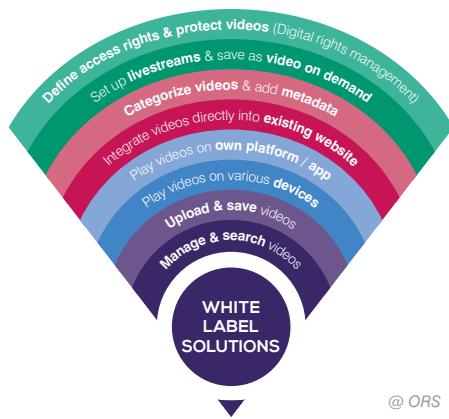 Define access rights & protect videos (Digital rights management)
Set up livestreams & save as video on demand
Categorize videos & add metadata
Integrate videos directly into existing website
Play videos on own platform / app
Play videos on various devices
Upload & save videos
Manage & search videos
WHITE
LABEL
SOLUTIONS
@ ORS